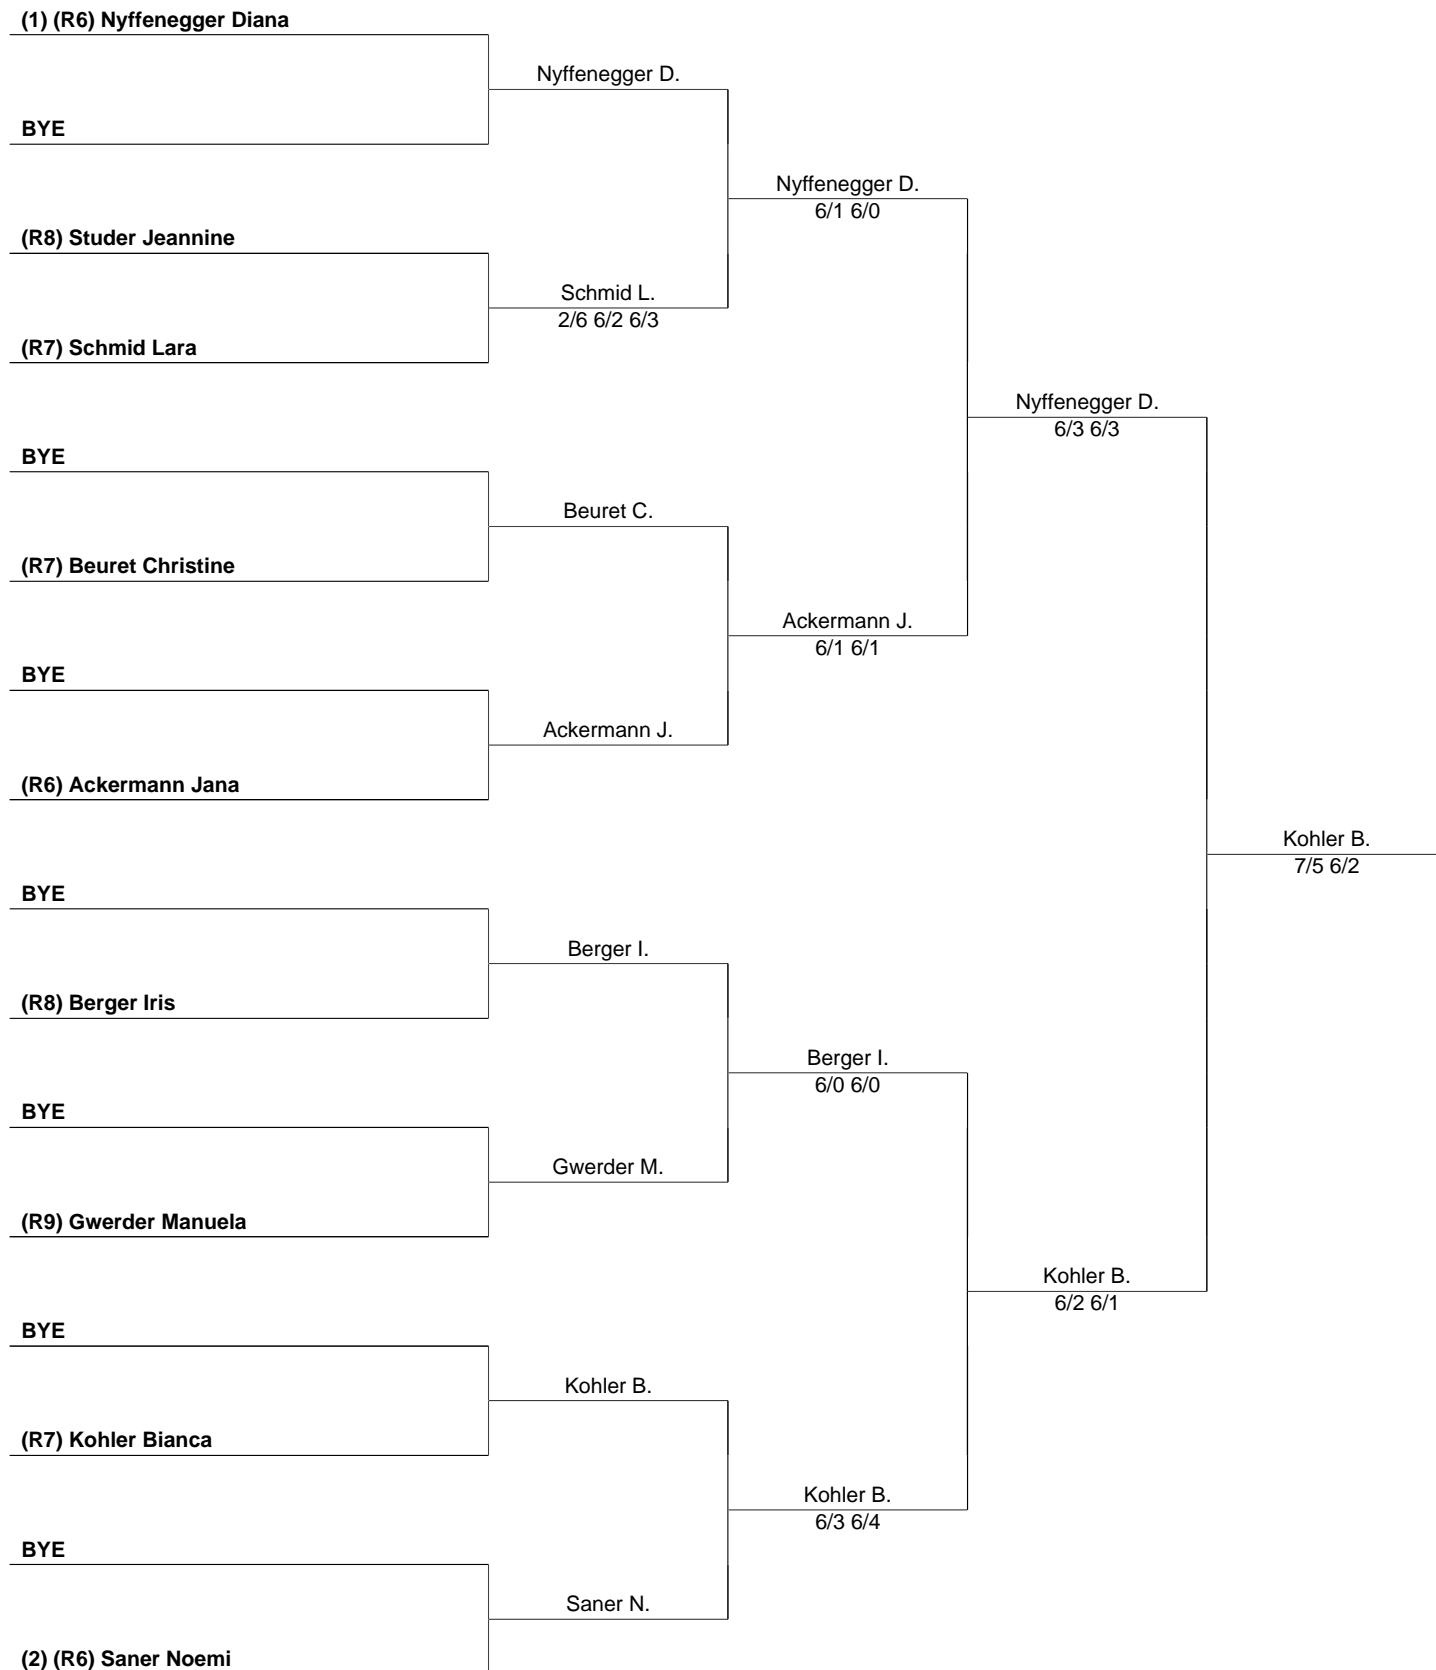 (1) (R6) Nyffenegger Diana
Nyffenegger D.
BYE
Nyffenegger D.
6/1 6/0
(R8) Studer Jeannine
Schmid L.
2/6 6/2 6/3
(R7) Schmid Lara
Nyffenegger D.
6/3 6/3
BYE
Beuret C.
(R7) Beuret Christine
Ackermann J.
6/1 6/1
BYE
Ackermann J.
(R6) Ackermann Jana
Kohler B.
7/5 6/2
BYE
Berger I.
(R8) Berger Iris
Berger I.
6/0 6/0
BYE
Gwerder M.
(R9) Gwerder Manuela
Kohler B.
6/2 6/1
BYE
Kohler B.
(R7) Kohler Bianca
Kohler B.
6/3 6/4
BYE
Saner N.
(2) (R6) Saner Noemi